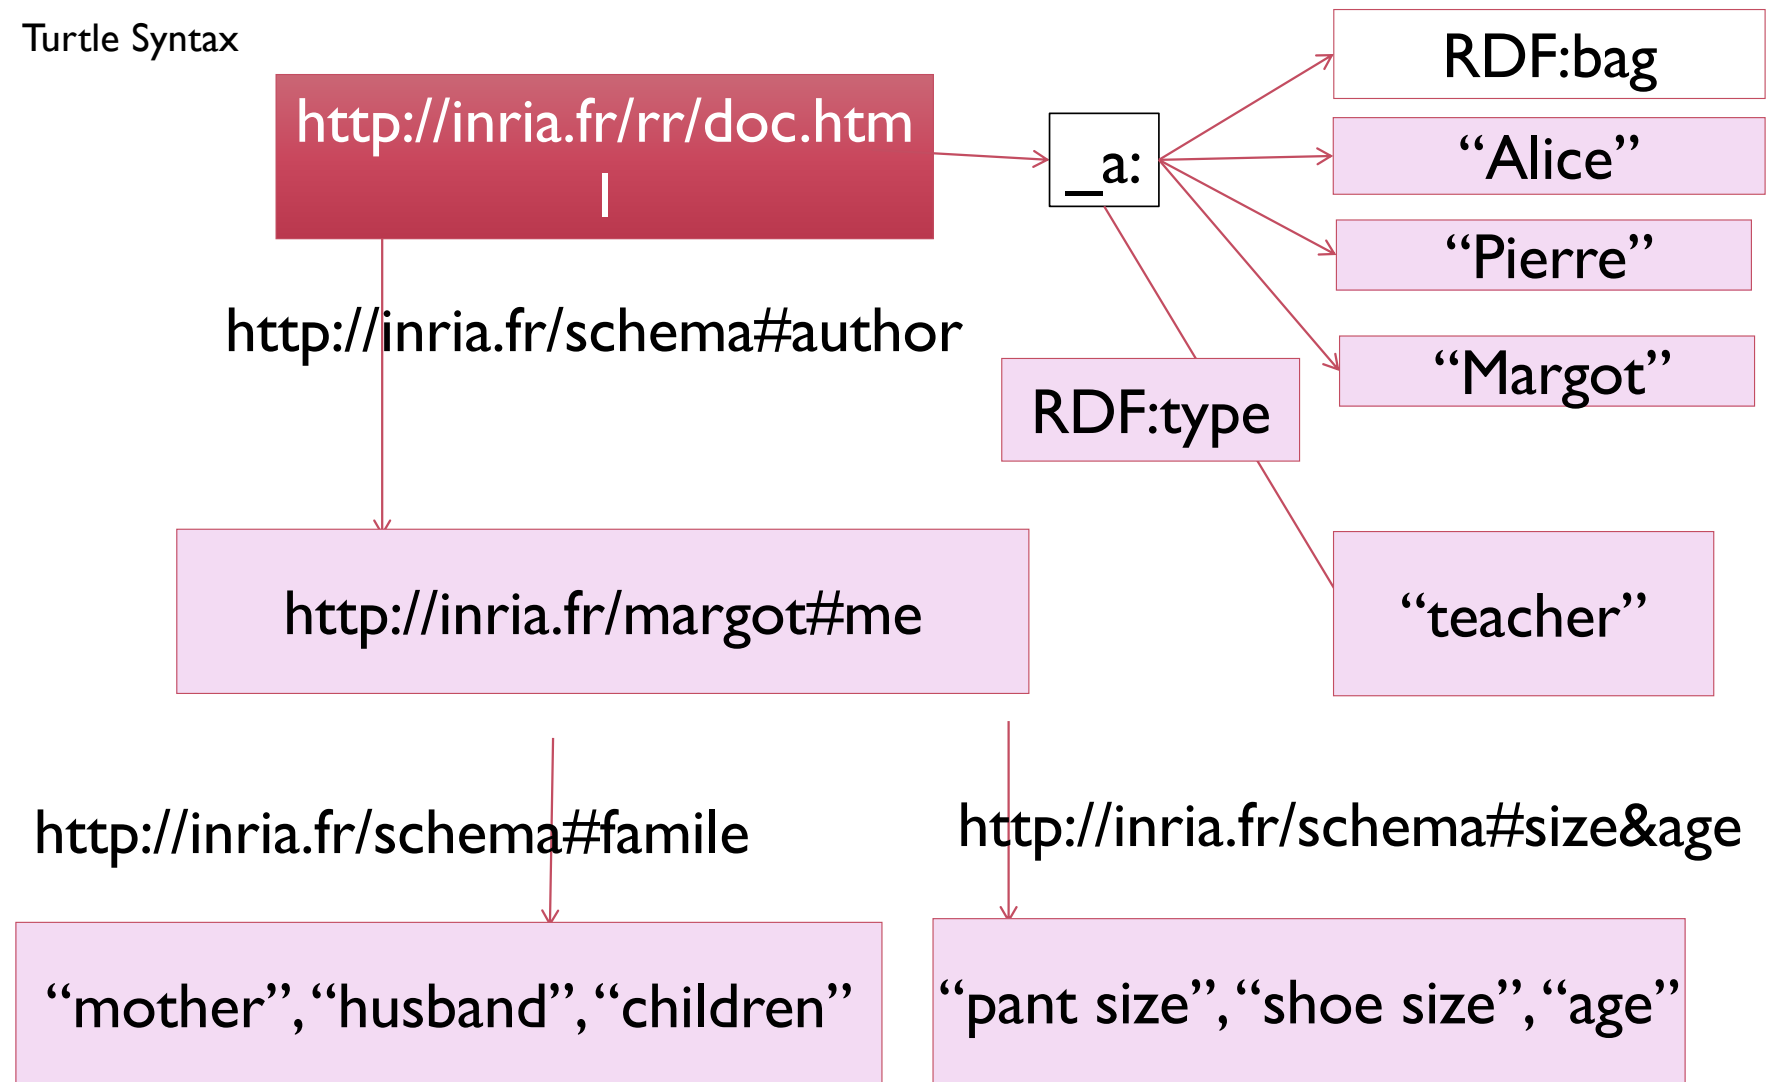 Turtle Syntax
http://inria.fr/rr/doc.htm
l
_a:
RDF:bag
“Alice”
“Pierre”
“Margot”
http://inria.fr/schema#author
RDF:type
http://inria.fr/margot#me
“teacher”
http://inria.fr/schema#famile
http://inria.fr/schema#size&age
“mother”, “husband”, “children”
“pant size”, “shoe size”, “age”